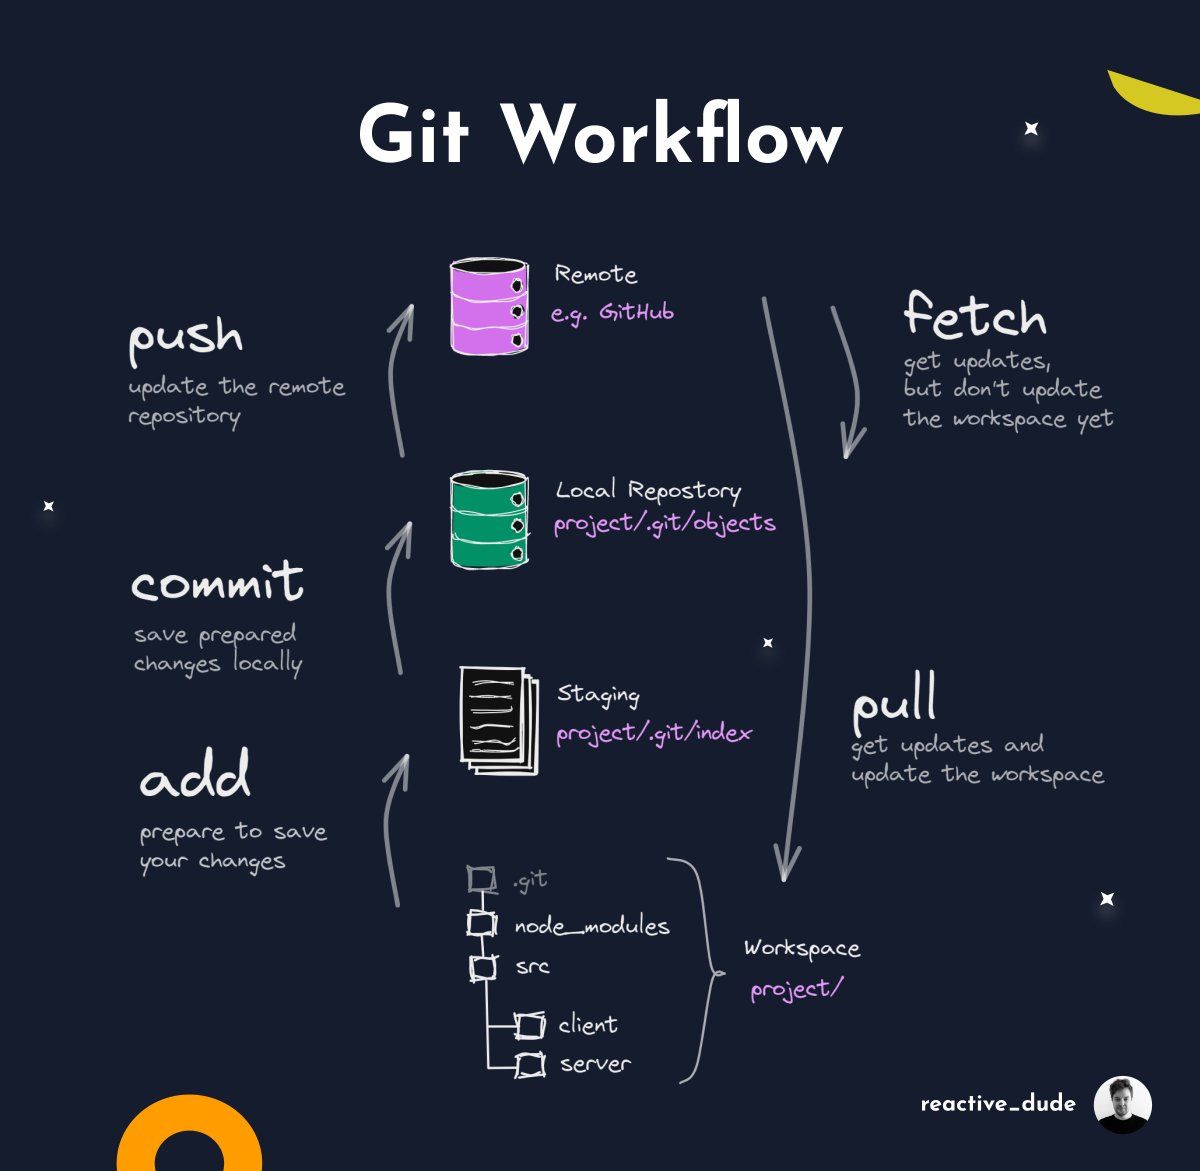 Git Workflow
Remote
e.g. GitHub
push
update the remote
repository
fetch
get updates,
but don't update
the workspace yet
Local Repostory
project/.git/objects
commit
save prepared
changes locally
Staging
project/.git/index
pull
get updates and
update the workspace
add
prepare to save
your changes
.git
node_modules
src
client
server
Workspace
project/
reactive_dude